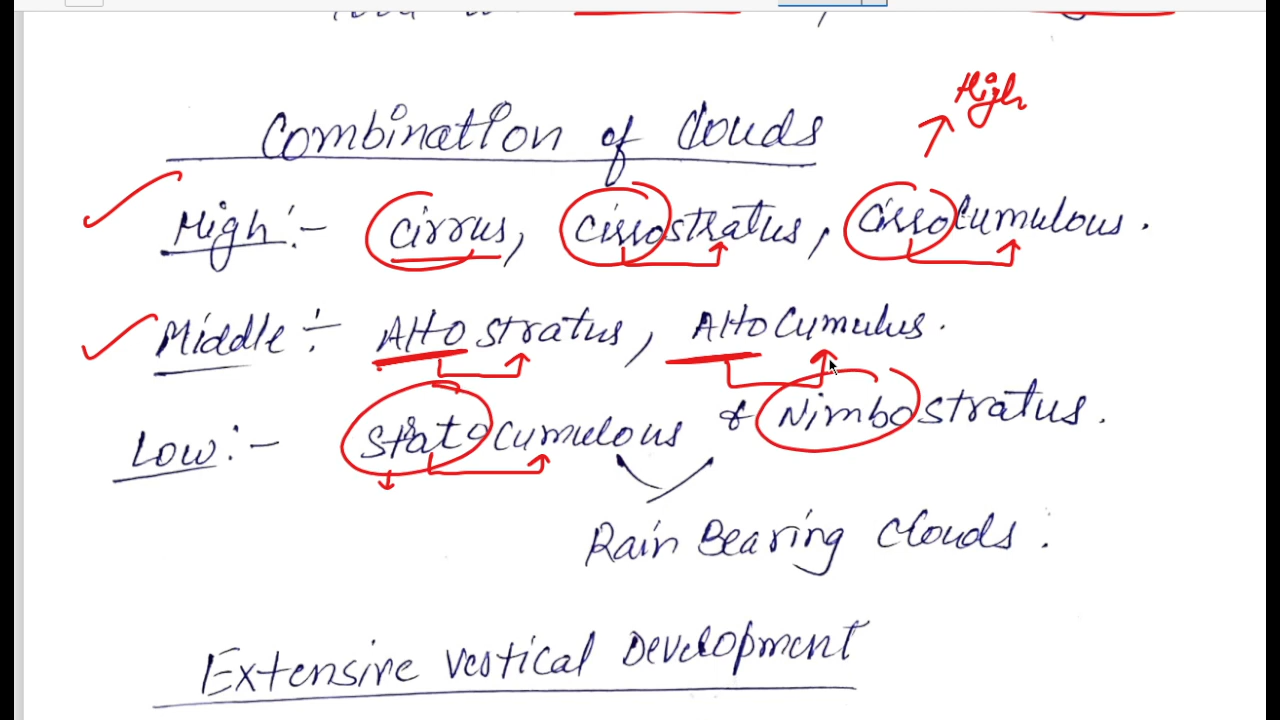 High
Combination of Clouds
High:- Cirrus, Cirrostratus, Cirrocumulous.
Middle:- Altostratus, Altocumulus.
Low:- Stratocumulous & Nimbostratus.
Rain Bearing Clouds.
Extensive Vertical Development